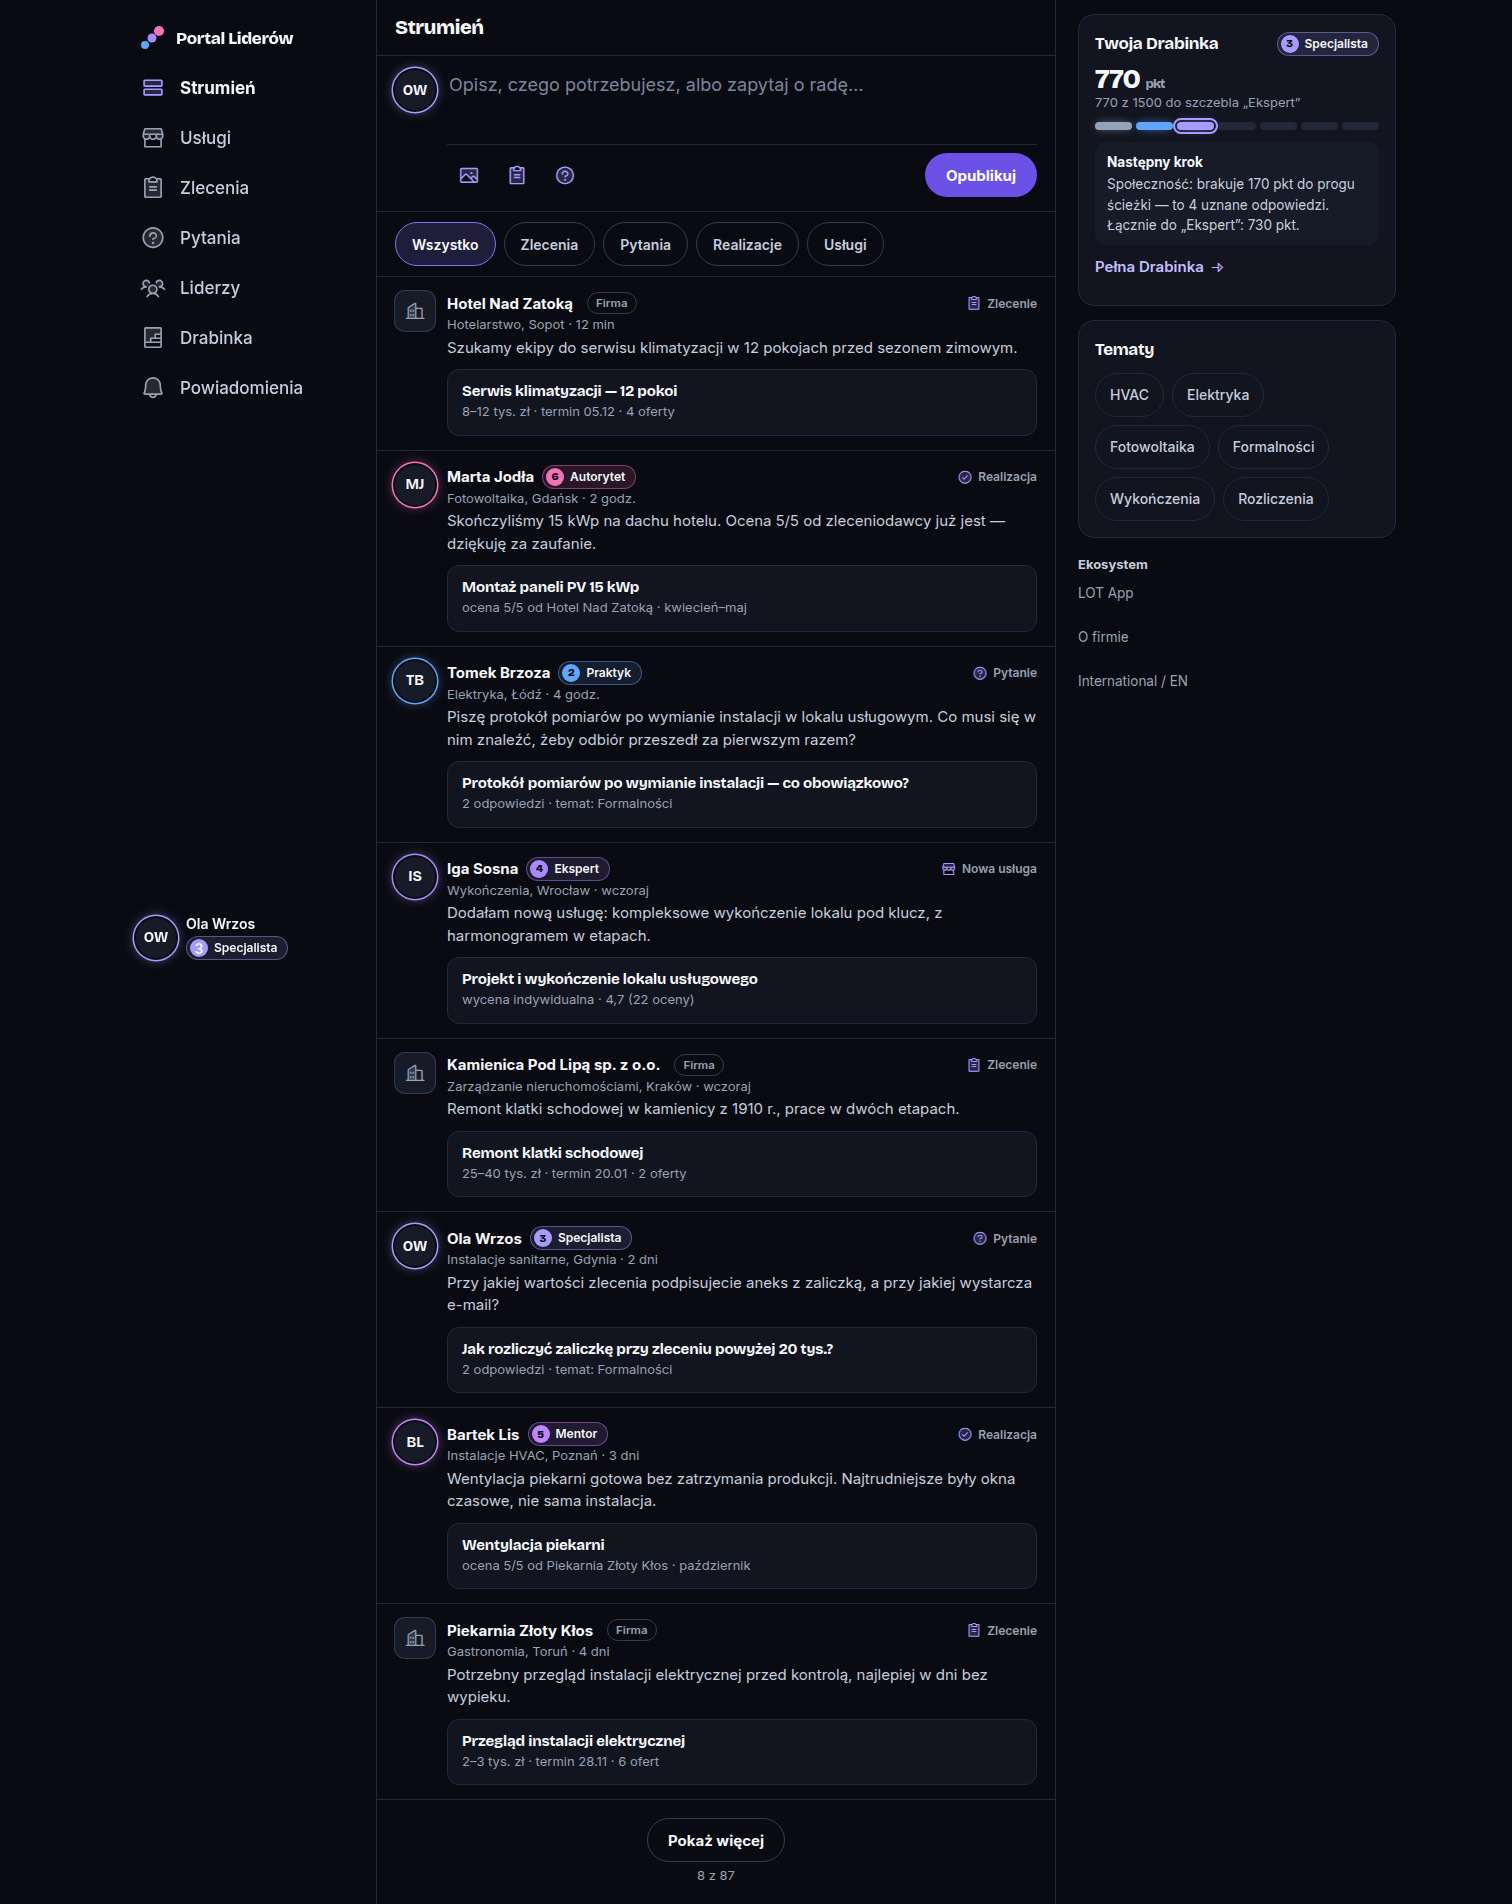 Portal Liderów
Strumień
Usługi
Zlecenia
Pytania
Liderzy
Drabinka
Powiadomienia
OW
Ola Wrzos
3 Specjalista
Strumień
OW
Opisz, czego potrzebujesz, albo zapytaj o radę...
Opublikuj
Wszystko
Zlecenia
Pytania
Realizacje
Usługi
Hotel Nad Zatoką Firma
Zlecenie
Hotelarstwo, Sopot · 12 min
Szukamy ekipy do serwisu klimatyzacji w 12 pokojach przed sezonem zimowym.
Serwis klimatyzacji — 12 pokoi
8–12 tys. zł · termin 05.12 · 4 oferty
MJ
Marta Jodła 6 Autorytet
Realizacja
Fotowoltaika, Gdańsk · 2 godz.
Skończyliśmy 15 kWp na dachu hotelu. Ocena 5/5 od zleceniodawcy już jest —
dziękuję za zaufanie.
Montaż paneli PV 15 kWp
ocena 5/5 od Hotel Nad Zatoką · kwiecień–maj
TB
Tomek Brzoza 2 Praktyk
Pytanie
Elektryka, Łódź · 4 godz.
Piszę protokół pomiarów po wymianie instalacji w lokalu usługowym. Co musi się w
nim znaleźć, żeby odbiór przeszedł za pierwszym razem?
Protokół pomiarów po wymianie instalacji — co obowiązkowo?
2 odpowiedzi · temat: Formalności
IS
Iga Sosna 4 Ekspert
Nowa usługa
Wykończenia, Wrocław · wczoraj
Dodałam nową usługę: kompleksowe wykończenie lokalu pod klucz, z
harmonogramem w etapach.
Projekt i wykończenie lokalu usługowego
wycena indywidualna · 4,7 (22 oceny)
Kamienica Pod Lipą sp. z o.o. Firma
Zlecenie
Zarządzanie nieruchomościami, Kraków · wczoraj
Remont klatki schodowej w kamienicy z 1910 r., prace w dwóch etapach.
Remont klatki schodowej
25–40 tys. zł · termin 20.01 · 2 oferty
OW
Ola Wrzos 3 Specjalista
Pytanie
Instalacje sanitarne, Gdynia · 2 dni
Przy jakiej wartości zlecenia podpisujecie aneks z zaliczką, a przy jakiej wystarcza
e-mail?
Jak rozliczyć zaliczkę przy zleceniu powyżej 20 tys.?
2 odpowiedzi · temat: Formalności
BL
Bartek Lis 5 Mentor
Realizacja
Instalacje HVAC, Poznań · 3 dni
Wentylacja piekarni gotowa bez zatrzymania produkcji. Najtrudniejsze były okna
czasowe, nie sama instalacja.
Wentylacja piekarni
ocena 5/5 od Piekarnia Złoty Kłos · październik
Piekarnia Złoty Kłos Firma
Zlecenie
Gastronomia, Toruń · 4 dni
Potrzebny przegląd instalacji elektrycznej przed kontrolą, najlepiej w dni bez
wypieku.
Przegląd instalacji elektrycznej
2–3 tys. zł · termin 28.11 · 6 ofert
Pokaż więcej
8 z 87
Twoja Drabinka
3 Specjalista
770 pkt
770 z 1500 do szczebla „Ekspert”
Następny krok
Społeczność: brakuje 170 pkt do progu
ścieżki — to 4 uznane odpowiedzi.
Łącznie do „Ekspert”: 730 pkt.
Pełna Drabinka
Tematy
HVAC
Elektryka
Fotowoltaika
Formalności
Wykończenia
Rozliczenia
Ekosystem
LOT App
O firmie
International / EN